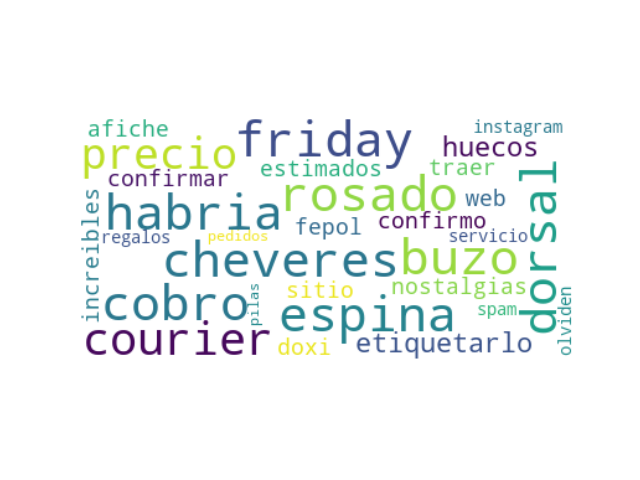 afiche
friday
instagram
precio
huecos
estimados
traer
confirmar
rosado
dorsal
increibles
habria
web
confirmo
fepol
regalos
pedidos
servicio
cheveres
buzo
cobro
pilas
sitio
nostalgias
espina
spam
olviden
courier
doxi
etiquetarlo